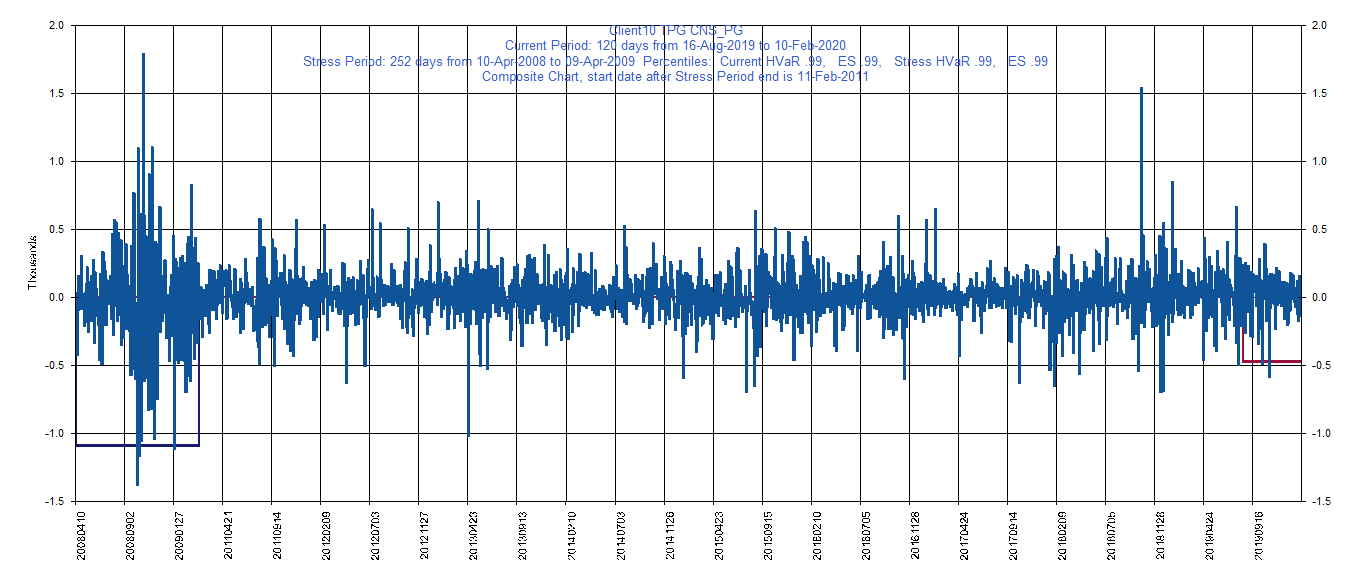 Client10 TPG CNS_PG
Current Period: 120 days from 16-Aug-2019 to 10-Feb-2020
Stress Period: 252 days from 10-Apr-2008 to 09-Apr-2009 Percentiles: Current HVaR .99, ES .99, Stress HVaR .99, ES .99
Composite Chart, start date after Stress Period end is 11-Feb-2011
2.0 2.0
1.5 1.5
1.0 1.0
0.5 0.5
Thousands
0.0 0.0
-0.5 -0.5
-1.0 -1.0
-1.5 -1.5
20080410 20080902 20090127 20110421 20110914 20120209 20120703 20121127 20130423 20130913 20140210 20140703 20141126 20150423 20150915 20160210 20160705 20161128 20170424 20170914 20180209 20180705 20181128 20190424 20190916